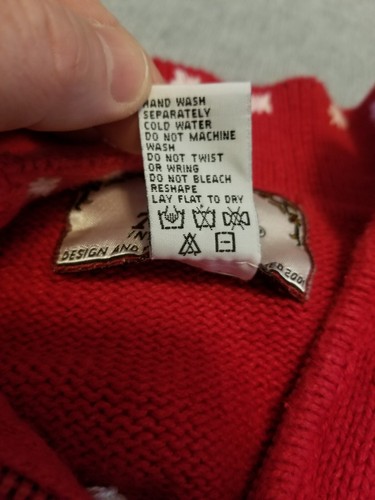 HAND WASH
SEPARATELY
COLD WATER
DO NOT MACHINE
WASH
DO NOT TWIST
OR WRING
DO NOT BLEACH
RESHAPE
LAY FLAT TO DRY
®
DESIGN AND